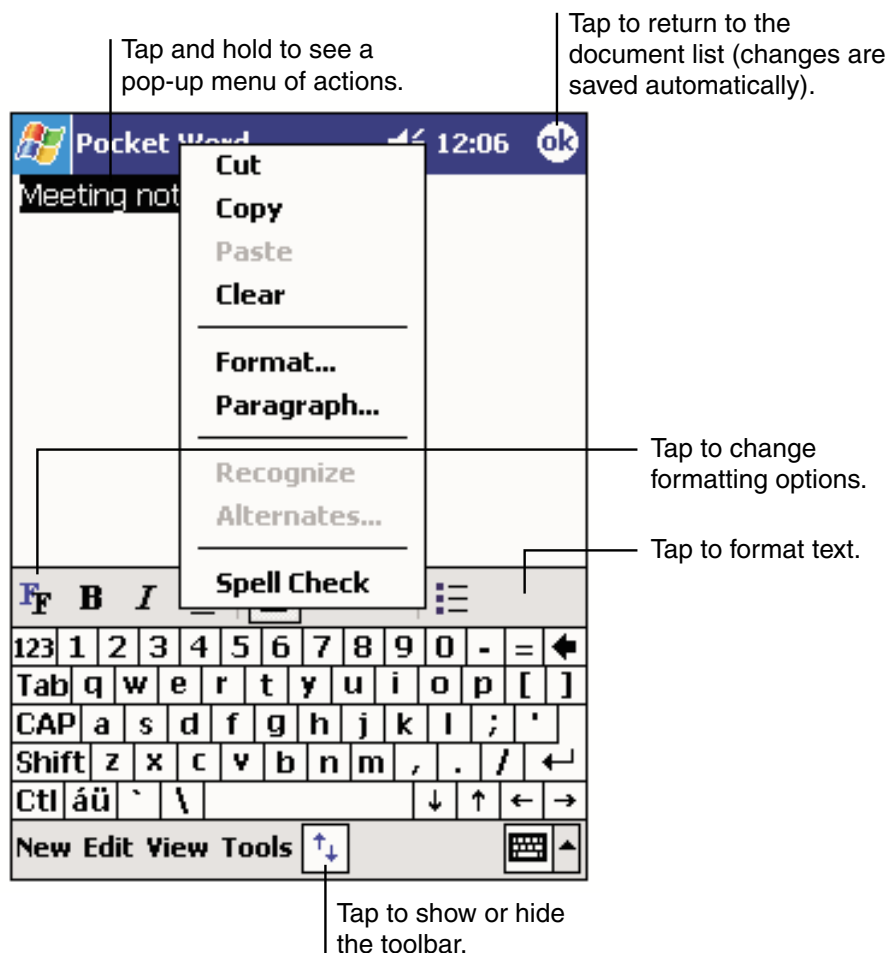 Tap to return to the
document list (changes are
saved automatically).
Tap and hold to see a
pop-up menu of actions.
Pocket 12:06 ok
Meeting
Cut
Copy
Paste
Clear
Format...
Paragraph...
Recognize
Alternates...
Spell Check
Tap to change
formatting options.
Tap to format text.
FF B I
123 1 2 3 4 5 6 7 8 9 0 - = 🡄
Tab q w e r t y u i o p [ ]
CAP a s d f g h j k l ; '
Shift z x c v b n m , . / ↵
Ctl áü ` \ ↓ ↑ ← →
New Edit View Tools
Tap to show or hide
the toolbar.